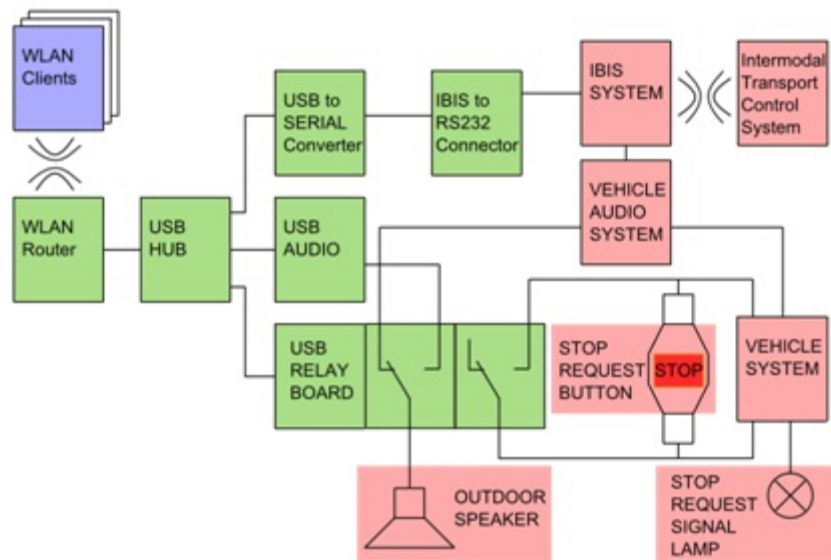 WLAN
Clients
USB to
SERIAL
Converter
IBIS to
RS232
Connector
IBIS
SYSTEM
Intermodal
Transport
Control
System
WLAN
Router
USB
HUB
USB
AUDIO
VEHICLE
AUDIO
SYSTEM
USB
RELAY
BOARD
STOP
REQUEST
BUTTON
STOP
VEHICLE
SYSTEM
OUTDOOR
SPEAKER
STOP
REQUEST
SIGNAL
LAMP